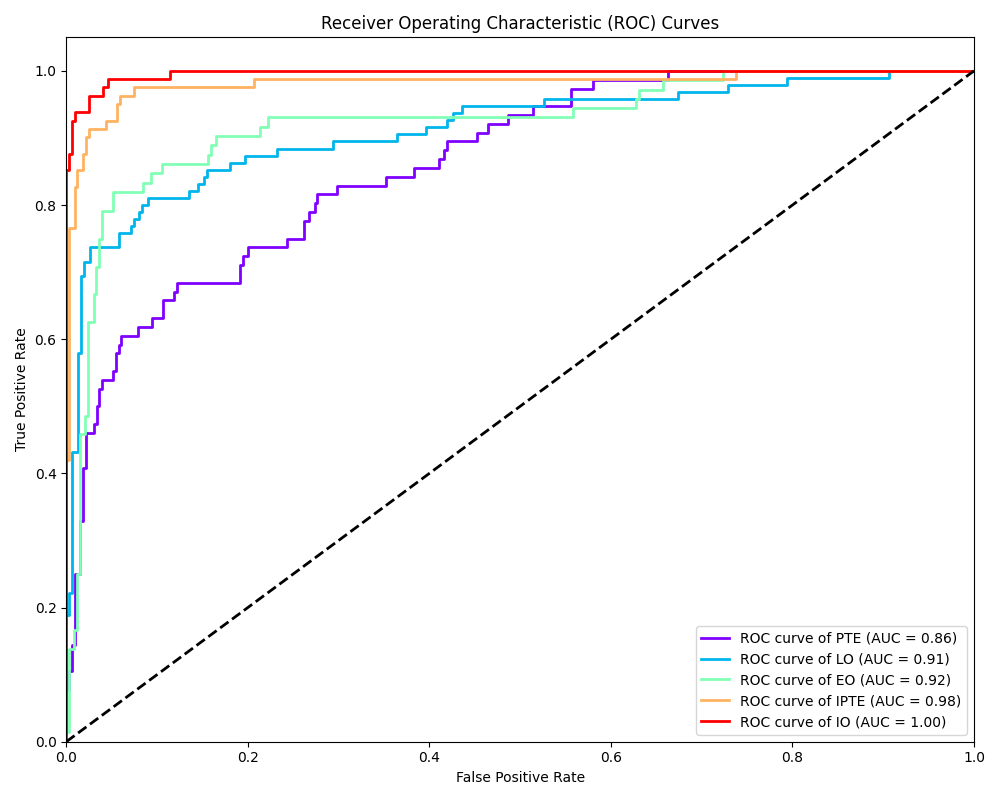 Receiver Operating Characteristic (ROC) Curves
True Positive Rate
1.0
0.8
0.6
0.4
0.2
0.0
0.0 0.2 0.4 0.6 0.8 1.0
False Positive Rate
ROC curve of PTE (AUC = 0.86)
ROC curve of LO (AUC = 0.91)
ROC curve of EO (AUC = 0.92)
ROC curve of IPTE (AUC = 0.98)
ROC curve of IO (AUC = 1.00)